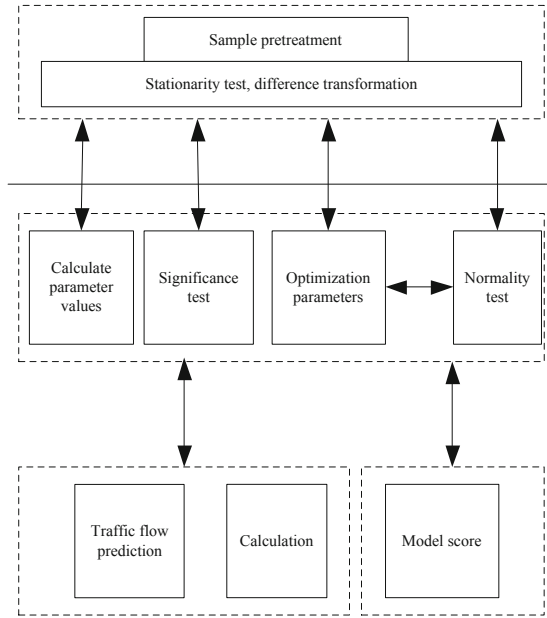 Sample pretreatment
Stationarity test, difference transformation
Calculate
parameter
values
Significance
test
Optimization
parameters
Normality
test
Traffic flow
prediction
Calculation
Model score